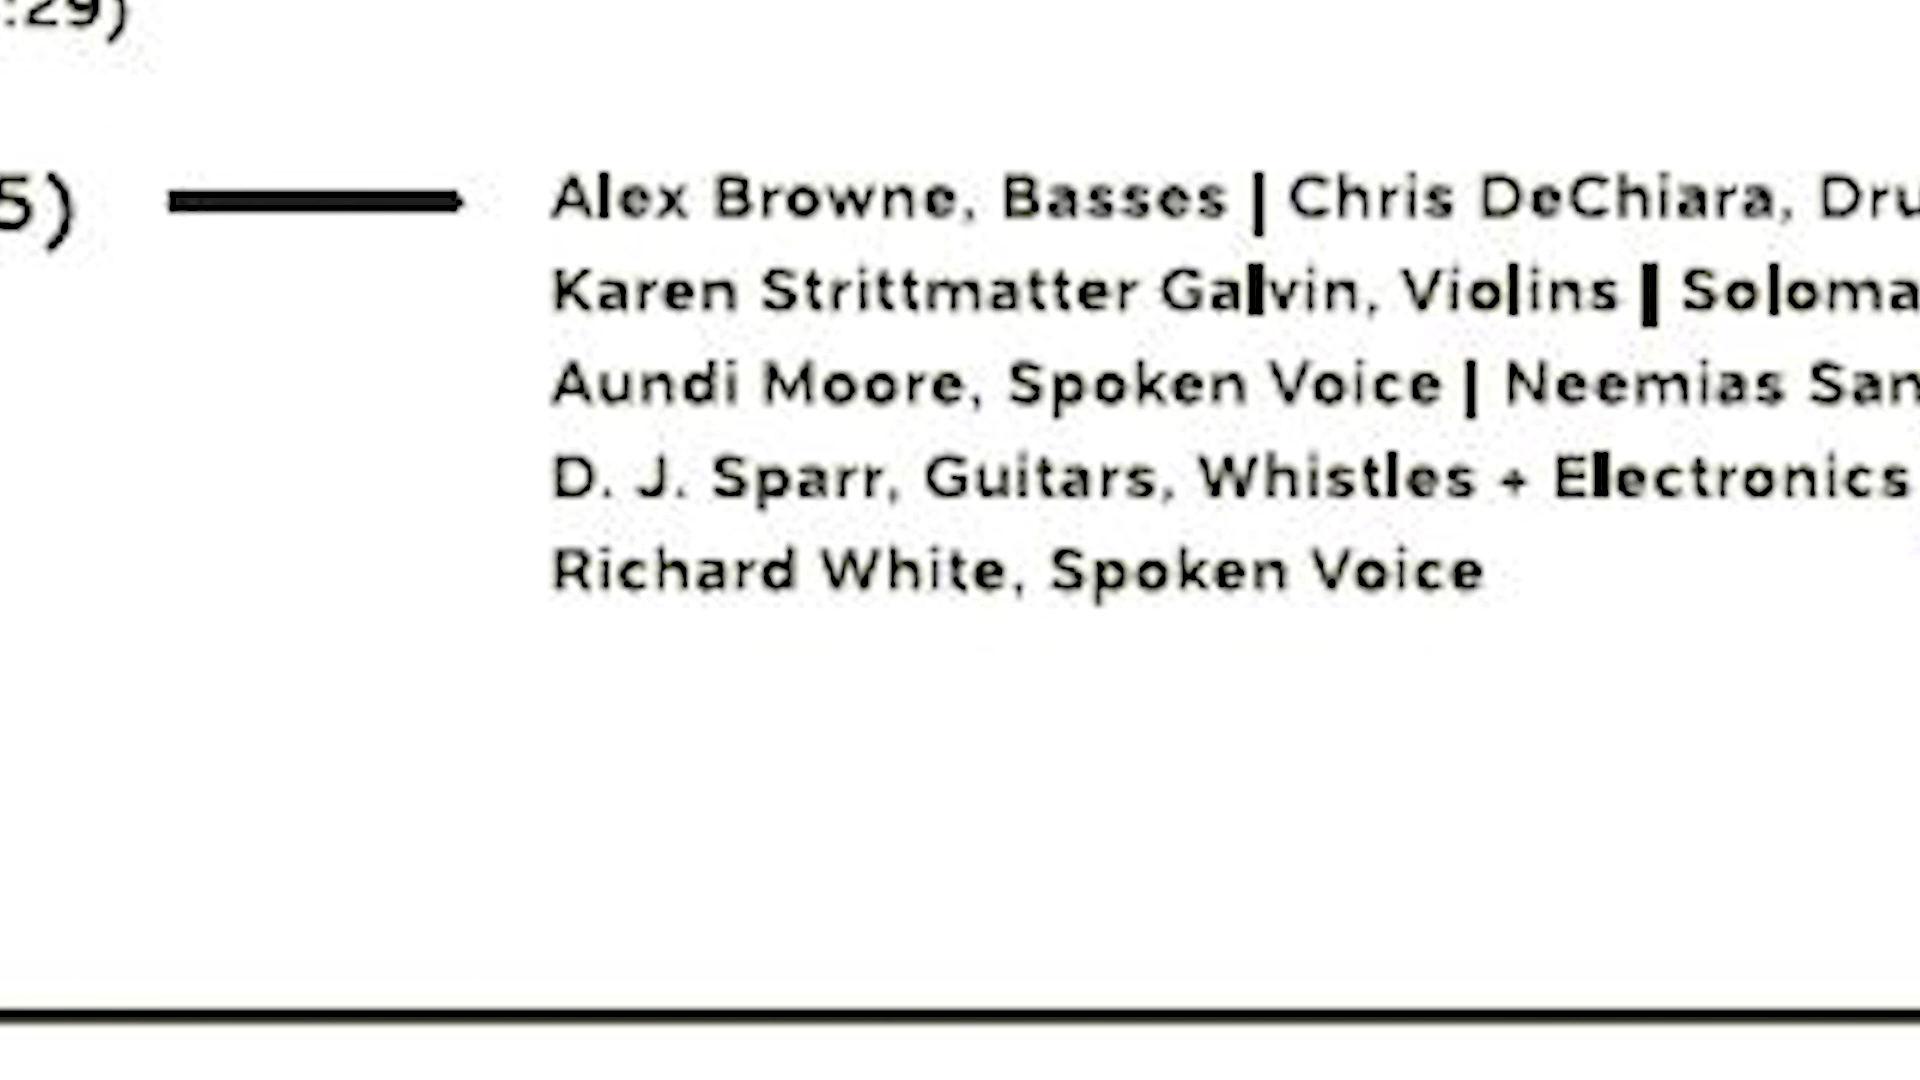 :29)
5) Alex Browne, Basses | Chris DeChiara, Dru
Karen Strittmatter Galvin, Violins | Soloma
Aundi Moore, Spoken Voice | Neemias San
D. J. Sparr, Guitars, Whistles + Electronics
Richard White, Spoken Voice